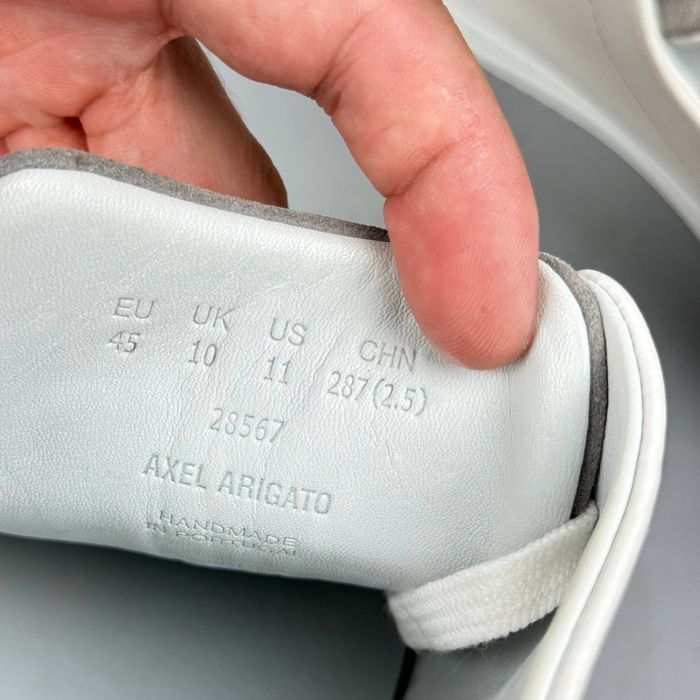 EU UK US CHN
45 10 11 287(2.5)
28567
AXEL ARIGATO
HANDMADE
IN PORTUGAL